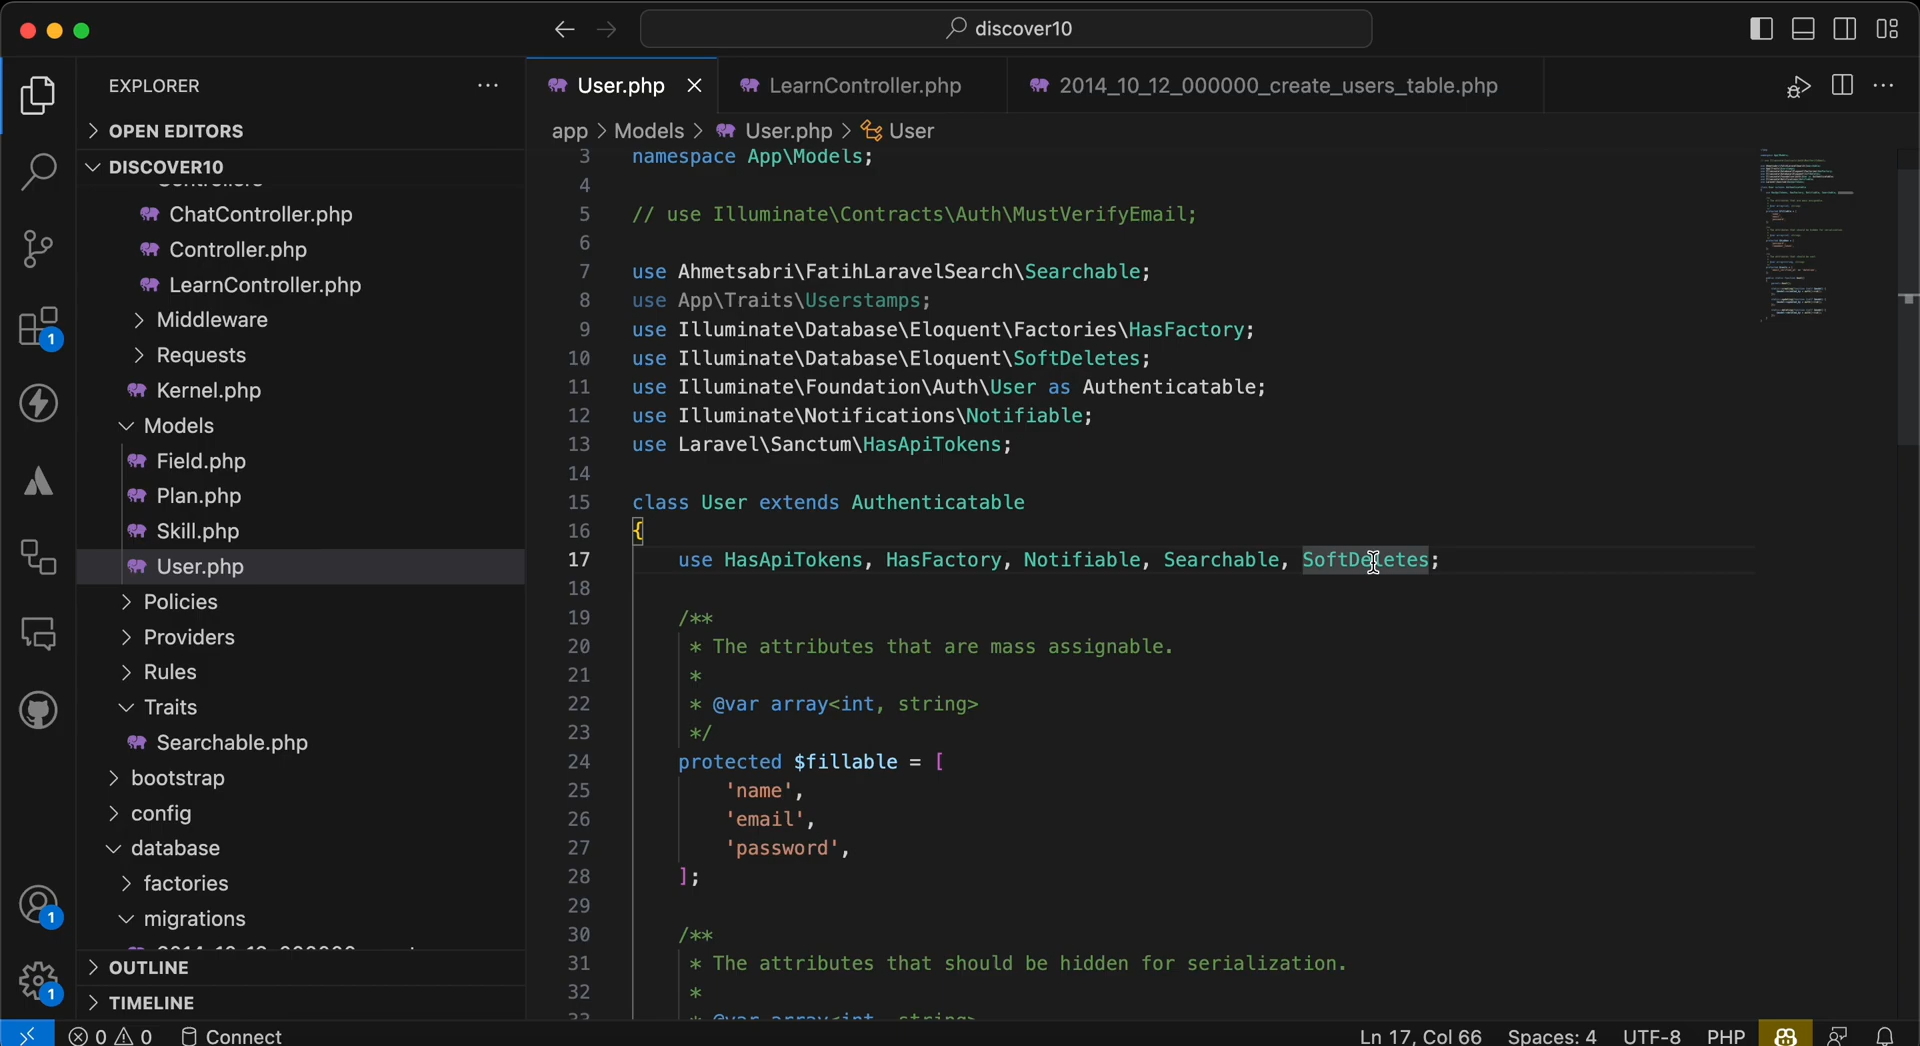 discover10
EXPLORER
OPEN EDITORS
DISCOVER10
ChatController.php
Controller.php
LearnController.php
Middleware
Requests
Kernel.php
Models
Field.php
Plan.php
Skill.php
User.php
Policies
Providers
Rules
Traits
Searchable.php
bootstrap
config
database
factories
migrations
OUTLINE
TIMELINE
1
1
1
User.php
LearnController.php
2014_10_12_000000_create_users_table.php
app > Models > User.php > User
3 namespace App\Models;
4
5 // use Illuminate\Contracts\Auth\MustVerifyEmail;
6
7 use Ahmetsabri\FatihLaravelSearch\Searchable;
8 use App\Traits\Userstamps;
9 use Illuminate\Database\Eloquent\Factories\HasFactory;
10 use Illuminate\Database\Eloquent\SoftDeletes;
11 use Illuminate\Foundation\Auth\User as Authenticatable;
12 use Illuminate\Notifications\Notifiable;
13 use Laravel\Sanctum\HasApiTokens;
14
15 class User extends Authenticatable
16 {
17 use HasApiTokens, HasFactory, Notifiable, Searchable, SoftDeletes;
18
19 /**
20 * The attributes that are mass assignable.
21 *
22 * @var array<int, string>
23 */
24 protected $fillable = [
25 'name',
26 'email',
27 'password',
28 ];
29
30 /**
31 * The attributes that should be hidden for serialization.
32 *
33 * @var array<int, string>
0 0 Connect
Ln 17, Col 66 Spaces: 4 UTF-8 PHP